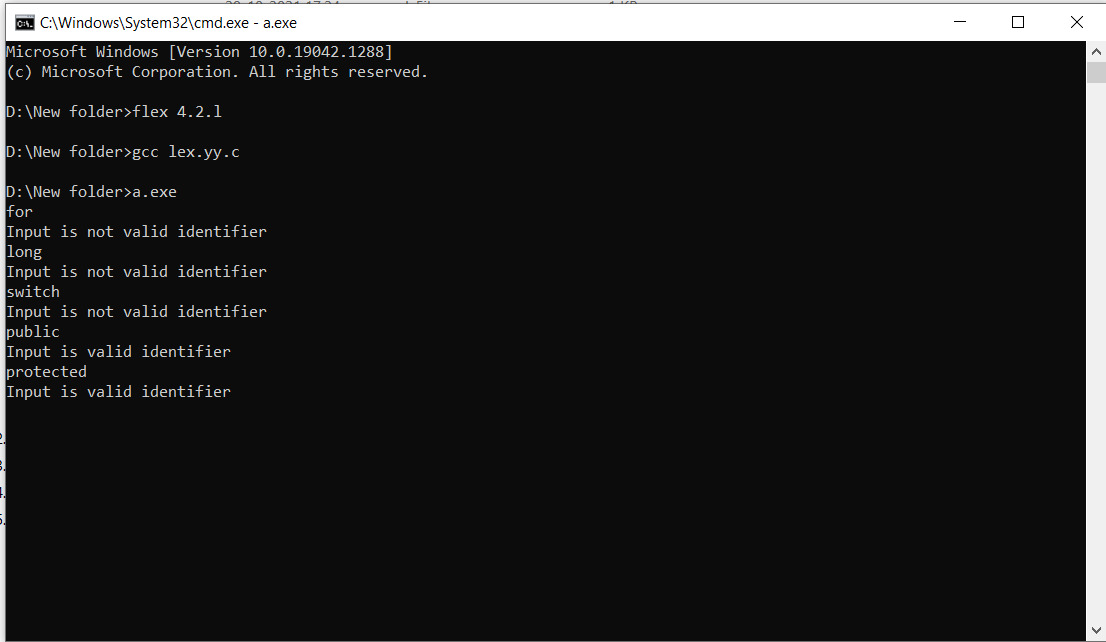 C:\Windows\System32\cmd.exe - a.exe
Microsoft Windows [Version 10.0.19042.1288]
(c) Microsoft Corporation. All rights reserved.
D:\New folder>flex 4.2.l
D:\New folder>gcc lex.yy.c
D:\New folder>a.exe
for
Input is not valid identifier
long
Input is not valid identifier
switch
Input is not valid identifier
public
Input is valid identifier
protected
Input is valid identifier